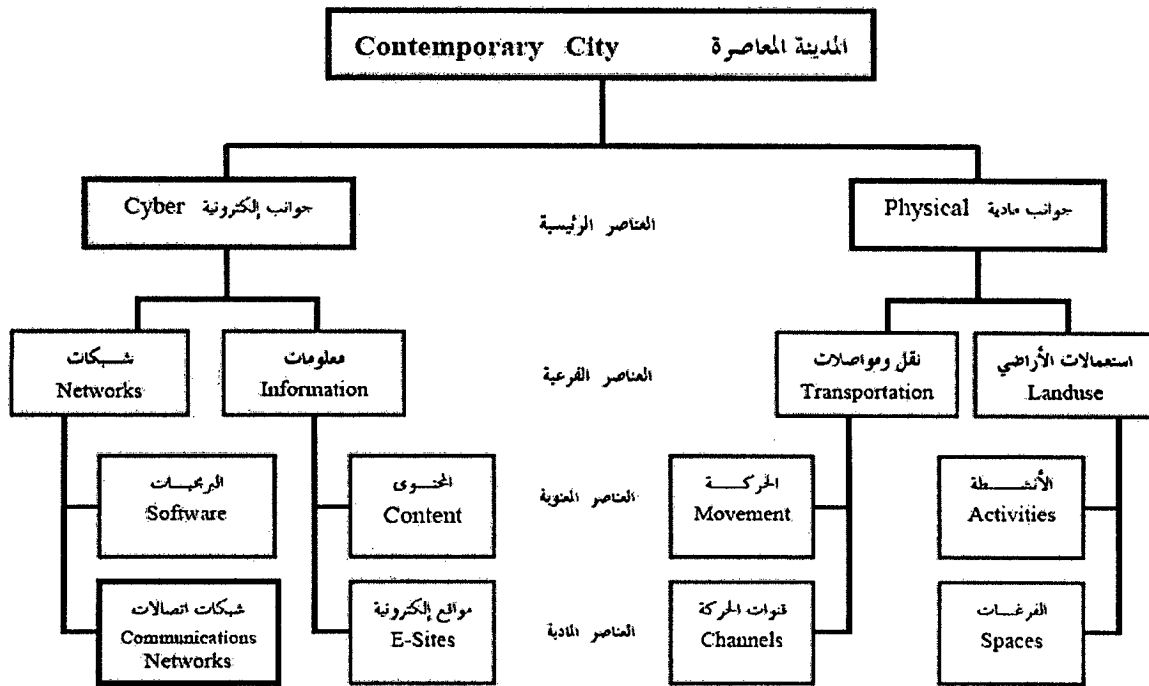 Contemporary City المدينة المعاصرة
جوانب إلكترونية Cyber
العناصر الرئيسية
جوانب مادية Physical
شبكات
Networks
معلومات
Information
العناصر الفرعية
نقل ومواصلات
Transportation
استعمالات الأراضي
Landuse
البرمجيات
Software
المحتوى
Content
العناصر المعنوية
الحركة
Movement
الأنشطة
Activities
شبكات اتصالات
Communications
Networks
مواقع إلكترونية
E-Sites
العناصر المادية
قنوات الحركة
Channels
الفرغات
Spaces